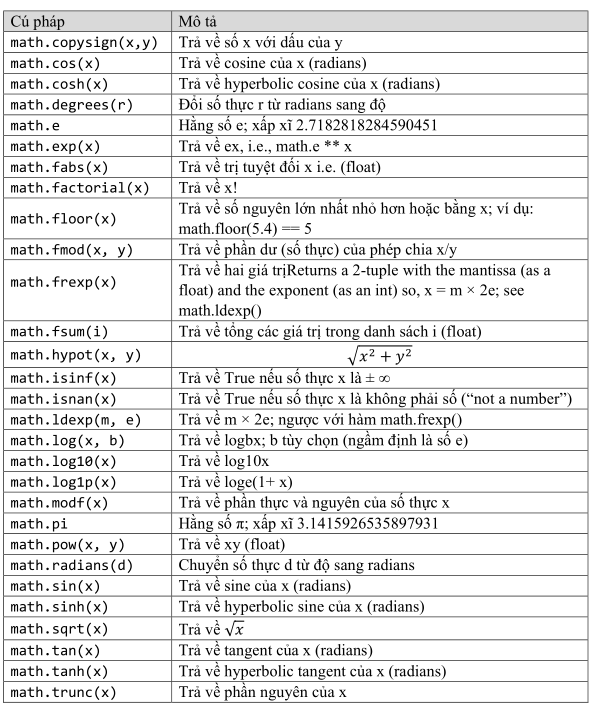 Cú pháp Mô tả
math.copysign(x,y) Trả về số x với dấu của y
math.cos(x) Trả về cosine của x (radians)
math.cosh(x) Trả về hyperbolic cosine của x (radians)
math.degrees(r) Đổi số thực r từ radians sang độ
math.e Hằng số e; xấp xĩ 2.7182818284590451
math.exp(x) Trả về ex, i.e., math.e ** x
math.fabs(x) Trả về trị tuyệt đối x i.e. (float)
math.factorial(x) Trả về x!
math.floor(x) Trả về số nguyên lớn nhất nhỏ hơn hoặc bằng x; ví dụ:
math.floor(5.4) == 5
math.fmod(x, y) Trả về phần dư (số thực) của phép chia x/y
math.frexp(x) Trả về hai giá trịReturns a 2-tuple with the mantissa (as a
float) and the exponent (as an int) so, x = m × 2e; see
math.ldexp()
math.fsum(i) Trả về tổng các giá trị trong danh sách i (float)
math.hypot(x, y) √x² + y²
math.isinf(x) Trả về True nếu số thực x là ± ∞
math.isnan(x) Trả về True nếu số thực x là không phải số (“not a number”)
math.ldexp(m, e) Trả về m × 2e; ngược với hàm math.frexp()
math.log(x, b) Trả về logbx; b tùy chọn (ngầm định là số e)
math.log10(x) Trả về log10x
math.log1p(x) Trả về loge(1+ x)
math.modf(x) Trả về phần thực và nguyên của số thực x
math.pi Hằng số π; xấp xĩ 3.1415926535897931
math.pow(x, y) Trả về xy (float)
math.radians(d) Chuyển số thực d từ độ sang radians
math.sin(x) Trả về sine của x (radians)
math.sinh(x) Trả về hyperbolic sine của x (radians)
math.sqrt(x) Trả về √x
math.tan(x) Trả về tangent của x (radians)
math.tanh(x) Trả về hyperbolic tangent của x (radians)
math.trunc(x) Trả về phần nguyên của x